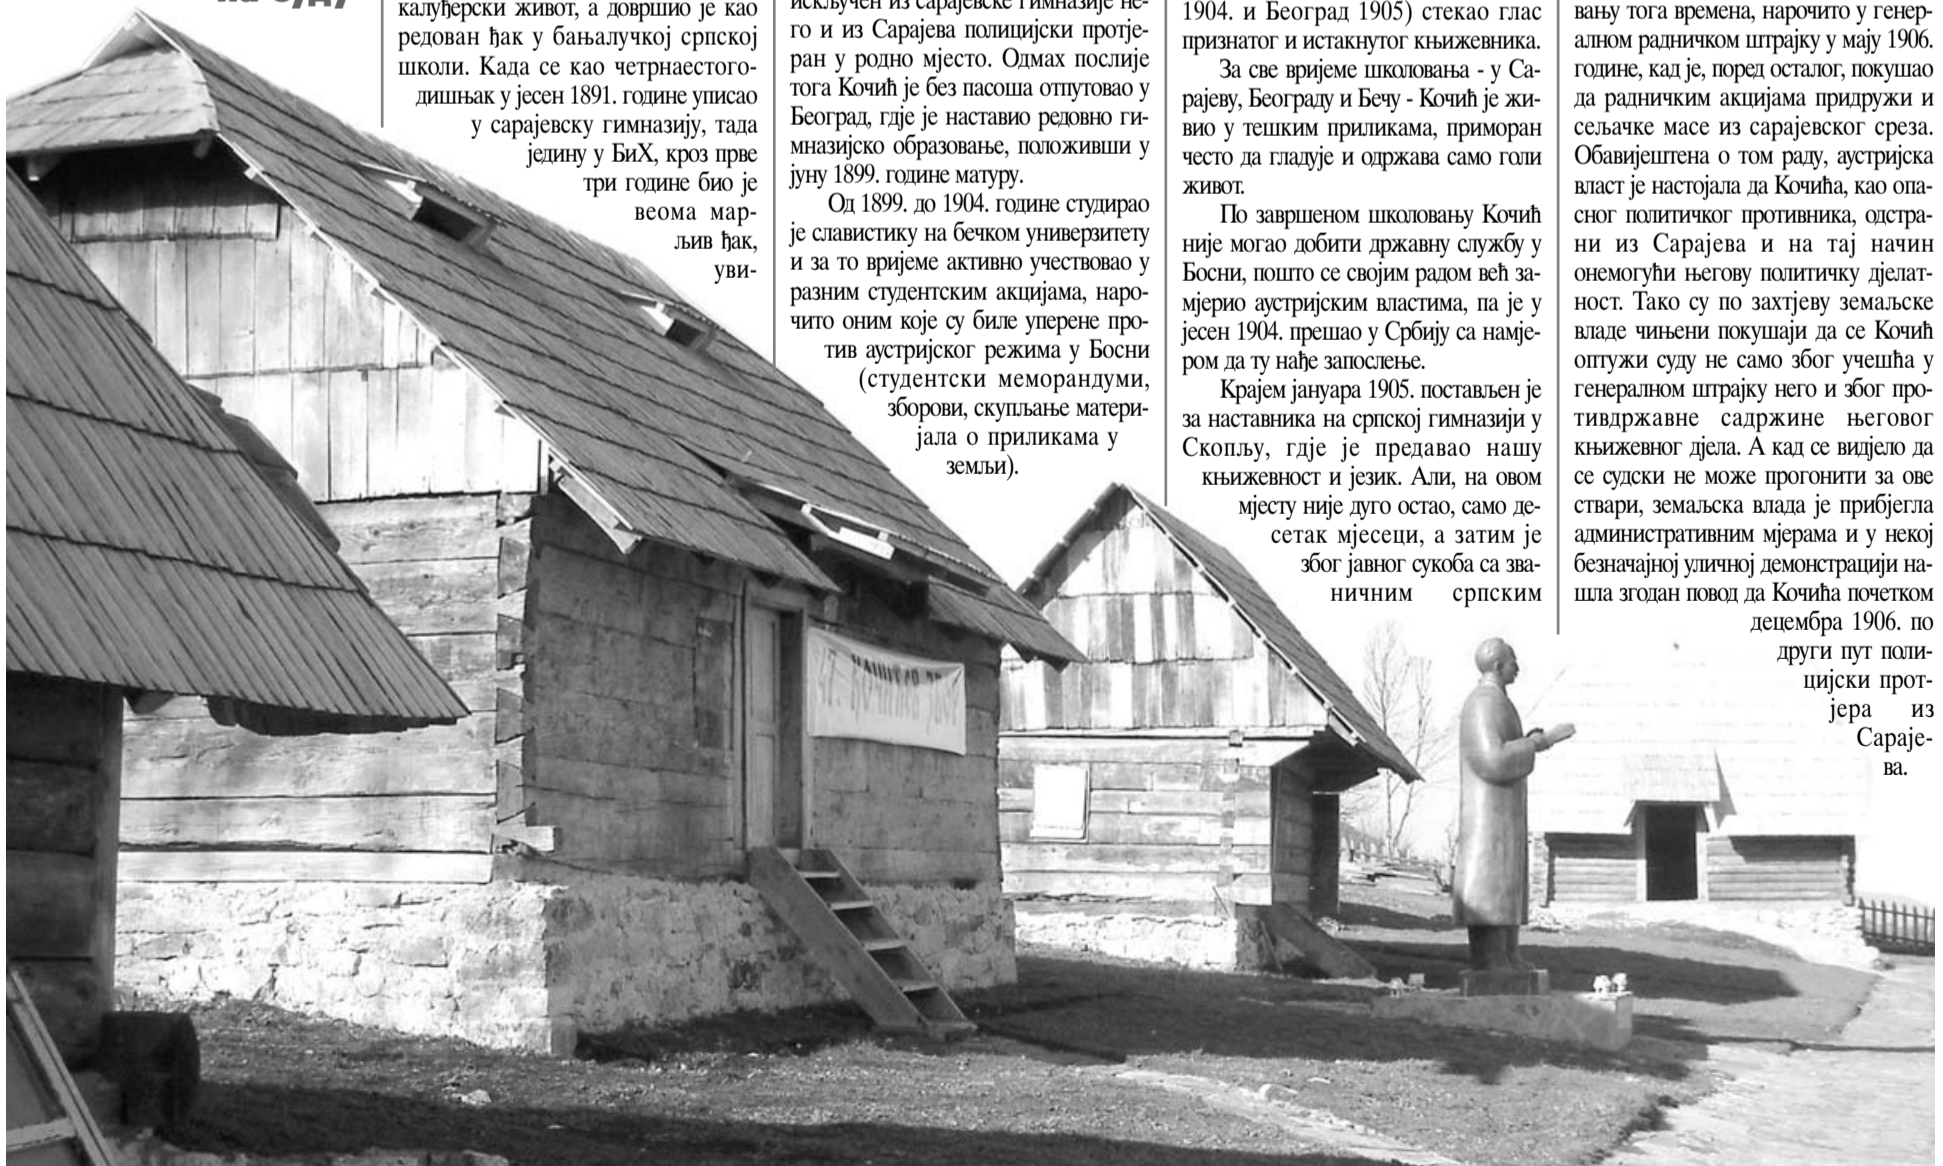 на суду
калуђерски живот, а довршио је као
редован ђак у бањалучкој српској
школи. Када се као четрнаестого-
дишњак у јесен 1891. године уписао
у сарајевску гимназију, тада
једину у БиХ, кроз прве
три године био је
веома мар-
љив ђак,
уви-
искључен из сарајевске гимназије не-
го и из Сарајева полицијски протје-
ран у родно мјесто. Одмах послије
тога Кочић је без пасоша отпутовао у
Београд, гдје је наставио редовно ги-
мназијско образовање, положивши у
јуну 1899. године матуру.
Од 1899. до 1904. године студирао
је славистику на бечком универзитету
и за то вријеме активно учествовао у
разним студентским акцијама, наро-
чито оним које су биле уперене про-
тив аустријског режима у Босни
(студентски меморандуми,
зборови, скупљање матери-
јала о приликама у
земљи).
1904. и Београд 1905) стекао глас
признатог и истакнутог књижевника.
За све вријеме школовања - у Са-
рајеву, Београду и Бечу - Кочић је жи-
вио у тешким приликама, приморан
често да гладује и одржава само голи
живот.
По завршеном школовању Кочић
није могао добити државну службу у
Босни, пошто се својим радом већ за-
мјерио аустријским властима, па је у
јесен 1904. прешао у Србију са намје-
ром да ту нађе запослење.
Крајем јануара 1905. постављен је
за наставника на српској гимназији у
Скопљу, гдје је предавао нашу
књижевност и језик. Али, на овом
мјесту није дуго остао, само де-
сетак мјесеци, а затим је
због јавног сукоба са зва-
ничним српским
вању тога времена, нарочито у генер-
алном радничком штрајку у мају 1906.
године, кад је, поред осталог, покушао
да радничким акцијама придружи и
сељачке масе из сарајевског среза.
Обавијештена о том раду, аустријска
власт је настојала да Кочића, као опа-
сног политичког противника, одстра-
ни из Сарајева и на тај начин
онемогући његову политичку дјелат-
ност. Тако су по захтјеву земаљске
владе чињени покушаји да се Кочић
оптужи суду не само због учешћа у
генералном штрајку него и због про-
тивдржавне садржине његовог
књижевног дјела. А кад се видјело да
се судски не може прогонити за ове
ствари, земаљска влада је прибјегла
административним мјерама и у некој
безначајној уличној демонстрацији на-
шла згодан повод да Кочића почетком
децембра 1906. по
други пут поли-
цијски прот-
јера из
Сараје-
ва.